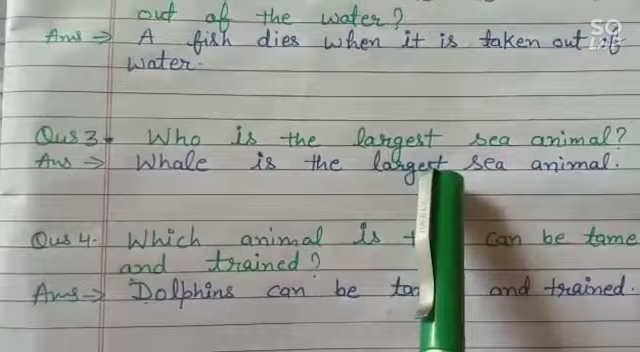 out of the water?
Ans → A fish dies when it is taken out of
water.
Qus 3. Who is the largest sea animal?
Ans → Whale is the largest sea animal.
Qus 4. Which animal is can be tame
and trained?
Ans → Dolphins can be and trained.